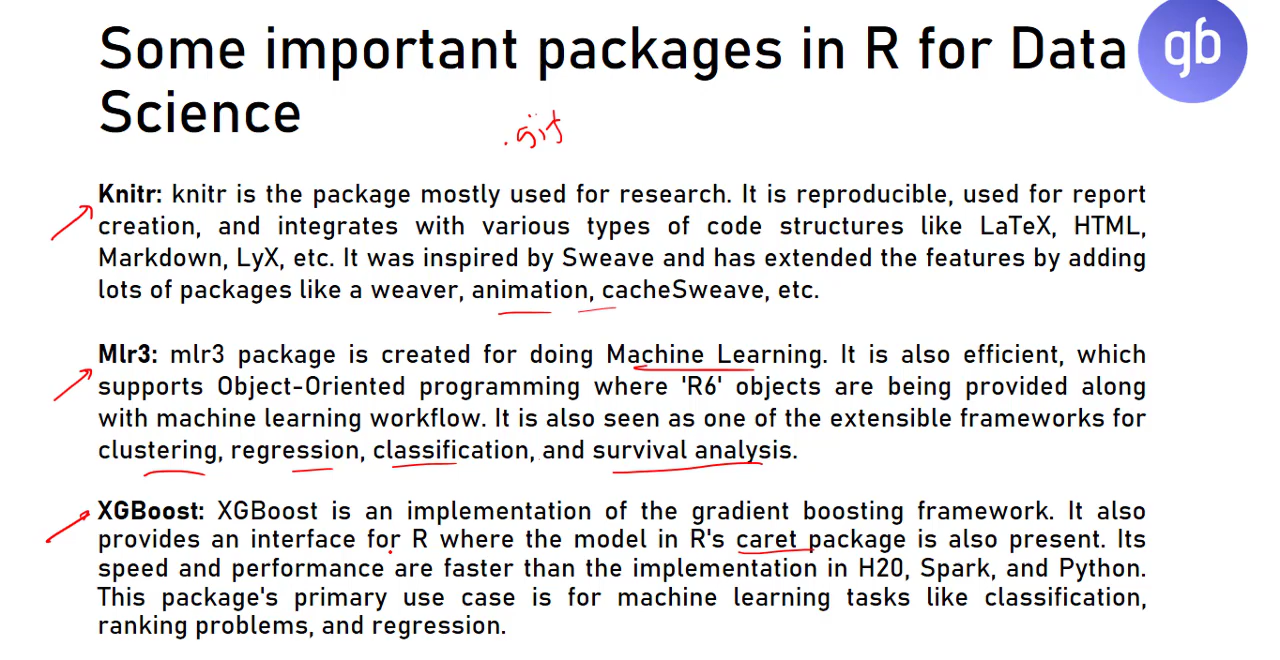 Some important packages in R for Data
Science
gb
.gif
Knitr: knitr is the package mostly used for research. It is reproducible, used for report
creation, and integrates with various types of code structures like LaTeX, HTML,
Markdown, LyX, etc. It was inspired by Sweave and has extended the features by adding
lots of packages like a weaver, animation, cacheSweave, etc.
Mlr3: mlr3 package is created for doing Machine Learning. It is also efficient, which
supports Object-Oriented programming where 'R6' objects are being provided along
with machine learning workflow. It is also seen as one of the extensible frameworks for
clustering, regression, classification, and survival analysis.
XGBoost: XGBoost is an implementation of the gradient boosting framework. It also
provides an interface for R where the model in R's caret package is also present. Its
speed and performance are faster than the implementation in H20, Spark, and Python.
This package's primary use case is for machine learning tasks like classification,
ranking problems, and regression.